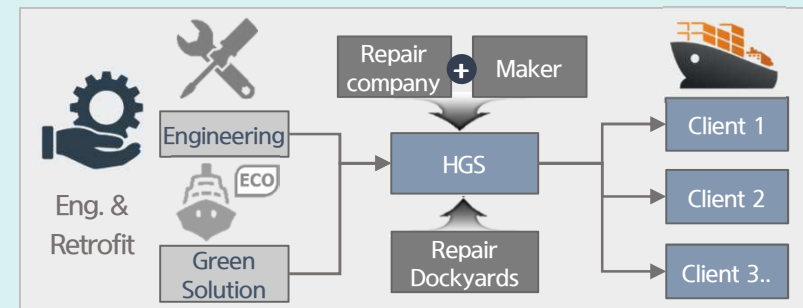 Eng. &
Retrofit
Engineering
ECO
Green
Solution
Repair
company
+
Maker
HGS
Repair
Dockyards
Client 1
Client 2
Client 3..